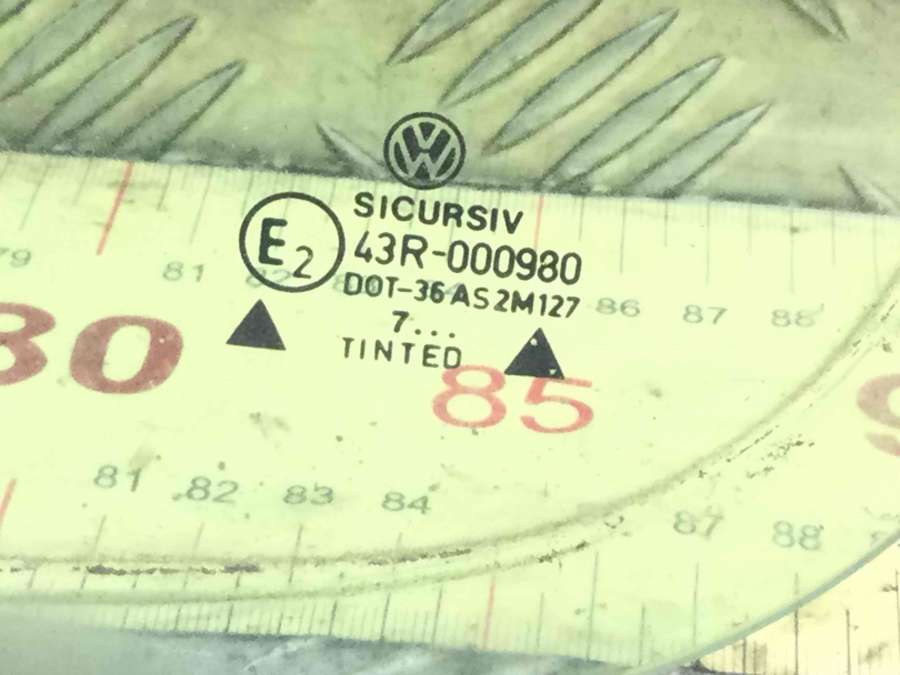 VW
SICURSIV
E2 43R-000980
DOT-36 AS2M127
7...
TINTED
79 81 82 86 87 88
80 85
81 82 83 84 87 88